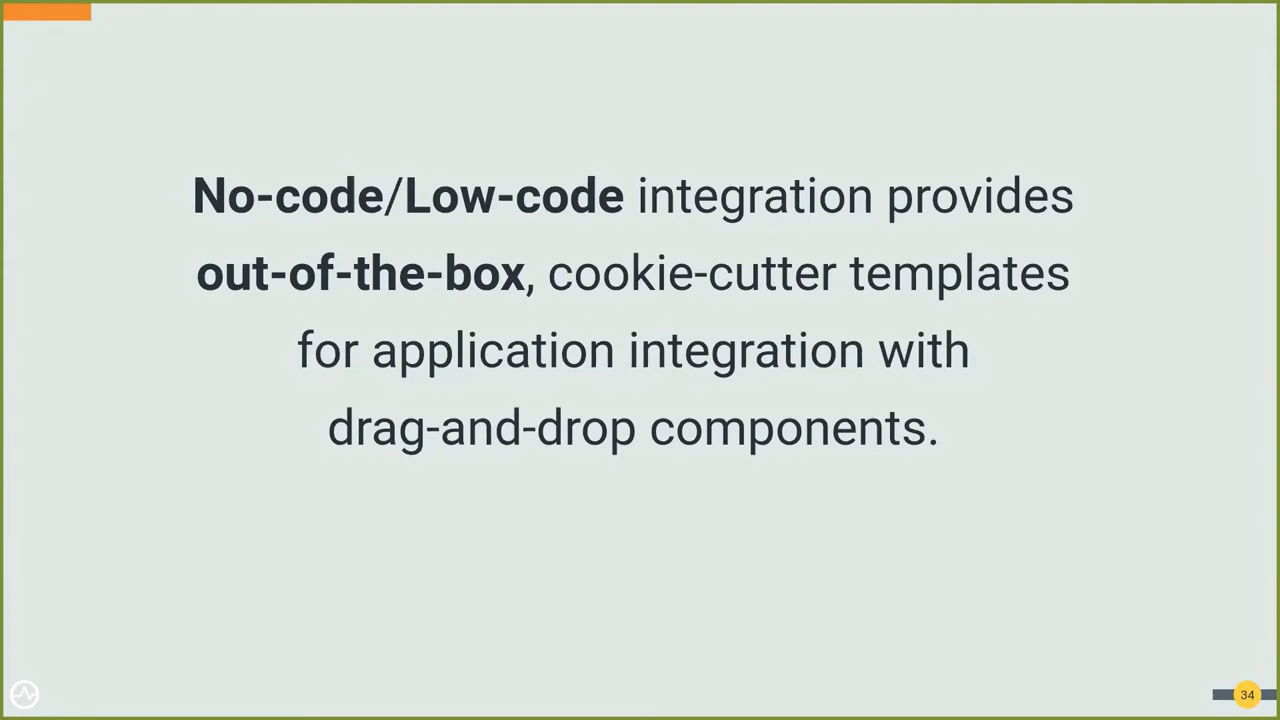 No-code/Low-code integration provides
out-of-the-box, cookie-cutter templates
for application integration with
drag-and-drop components.
34